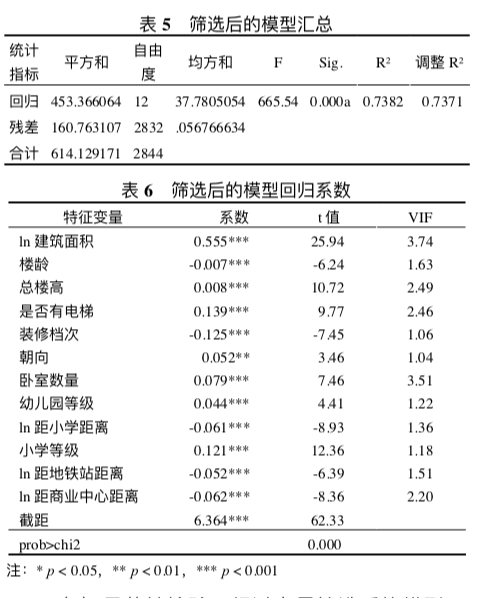 表 5 筛选后的模型汇总
统计指标 平方和 自由度 均方和 F Sig. R² 调整 R²
回归 453.366064 12 37.7805054 665.54 0.000a 0.7382 0.7371
残差 160.763107 2832 .056766634
合计 614.129171 2844
表 6 筛选后的模型回归系数
特征变量 系数 t 值 VIF
ln 建筑面积 0.555*** 25.94 3.74
楼龄 -0.007*** -6.24 1.63
总楼高 0.008*** 10.72 2.49
是否有电梯 0.139*** 9.77 2.46
装修档次 -0.125*** -7.45 1.06
朝向 0.052** 3.46 1.04
卧室数量 0.079*** 7.46 3.51
幼儿园等级 0.044*** 4.41 1.22
ln 距小学距离 -0.061*** -8.93 1.36
小学等级 0.121*** 12.36 1.18
ln 距地铁站距离 -0.052*** -6.39 1.51
ln 距商业中心距离 -0.062*** -8.36 2.20
截距 6.364*** 62.33
prob>chi2 0.000
注：* p < 0.05，** p < 0.01，*** p < 0.001